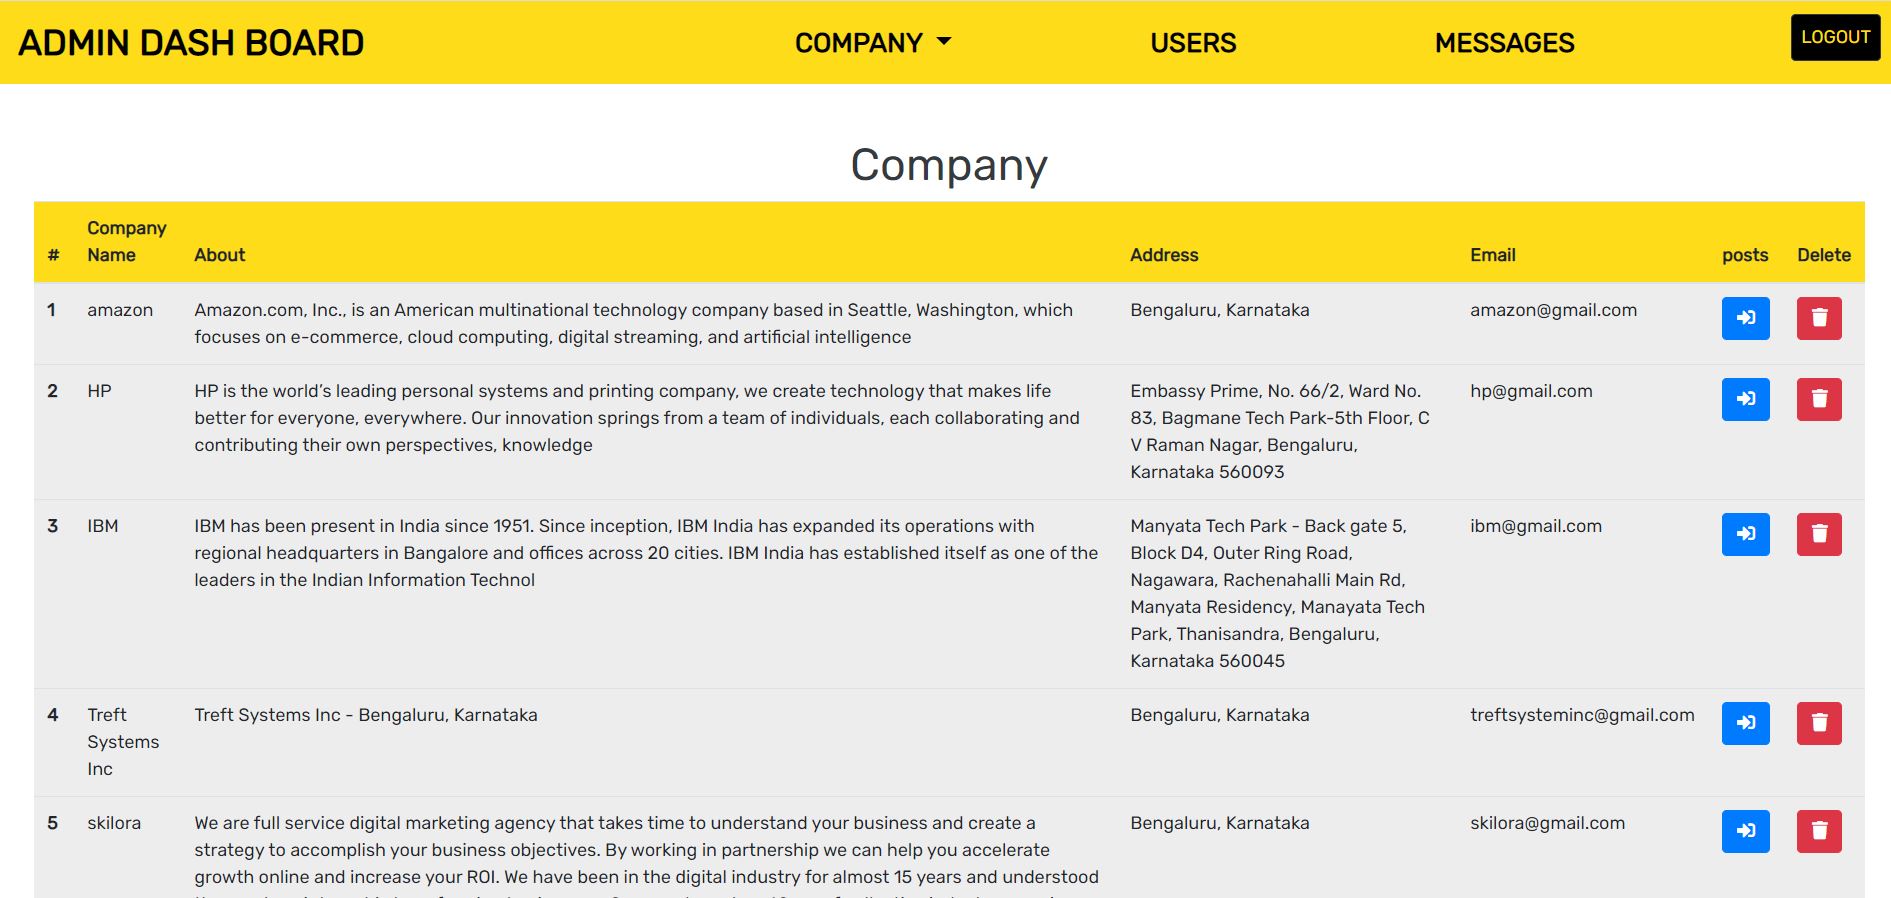 ADMIN DASH BOARD
COMPANY
USERS
MESSAGES
LOGOUT
Company
#
Company
Name
About
Address
Email
posts
Delete
1
amazon
Amazon.com, Inc., is an American multinational technology company based in Seattle, Washington, which
focuses on e-commerce, cloud computing, digital streaming, and artificial intelligence
Bengaluru, Karnataka
amazon@gmail.com
2
HP
HP is the world’s leading personal systems and printing company, we create technology that makes life
better for everyone, everywhere. Our innovation springs from a team of individuals, each collaborating and
contributing their own perspectives, knowledge
Embassy Prime, No. 66/2, Ward No.
83, Bagmane Tech Park-5th Floor, C
V Raman Nagar, Bengaluru,
Karnataka 560093
hp@gmail.com
3
IBM
IBM has been present in India since 1951. Since inception, IBM India has expanded its operations with
regional headquarters in Bangalore and offices across 20 cities. IBM India has established itself as one of the
leaders in the Indian Information Technol
Manyata Tech Park - Back gate 5,
Block D4, Outer Ring Road,
Nagawara, Rachenahalli Main Rd,
Manyata Residency, Manayata Tech
Park, Thanisandra, Bengaluru,
Karnataka 560045
ibm@gmail.com
4
Treft
Systems
Inc
Treft Systems Inc - Bengaluru, Karnataka
Bengaluru, Karnataka
treftsysteminc@gmail.com
5
skilora
We are full service digital marketing agency that takes time to understand your business and create a
strategy to accomplish your business objectives. By working in partnership we can help you accelerate
growth online and increase your ROI. We have been in the digital industry for almost 15 years and understood
Bengaluru, Karnataka
skilora@gmail.com